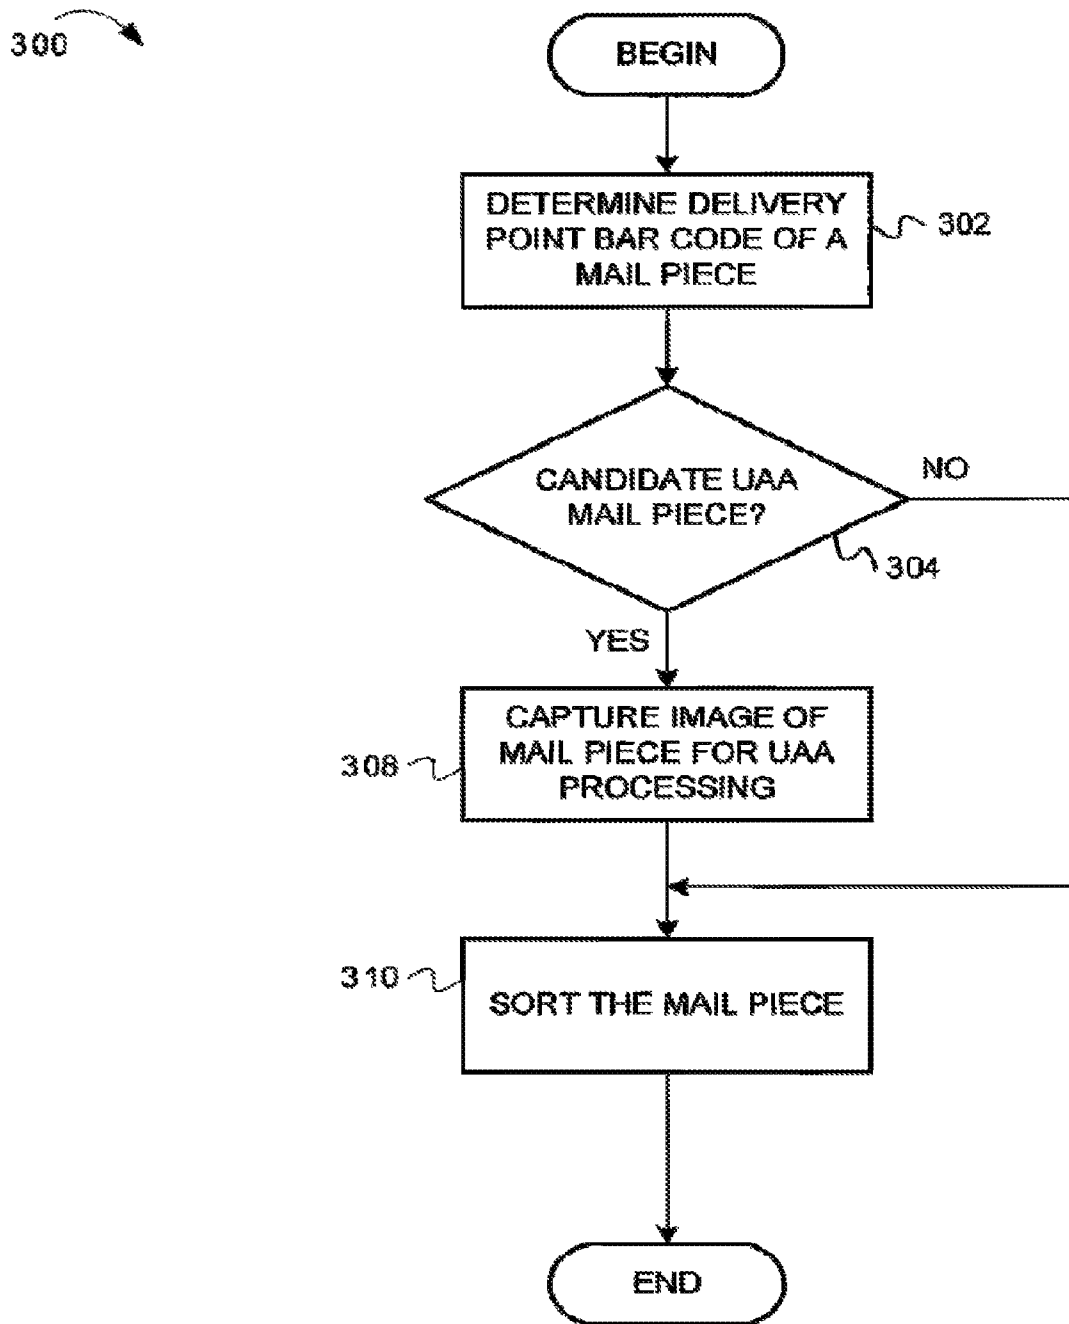 300
BEGIN
DETERMINE DELIVERY
POINT BAR CODE OF A
MAIL PIECE
302
CANDIDATE UAA
MAIL PIECE?
NO
304
YES
CAPTURE IMAGE OF
MAIL PIECE FOR UAA
PROCESSING
308
310
SORT THE MAIL PIECE
END